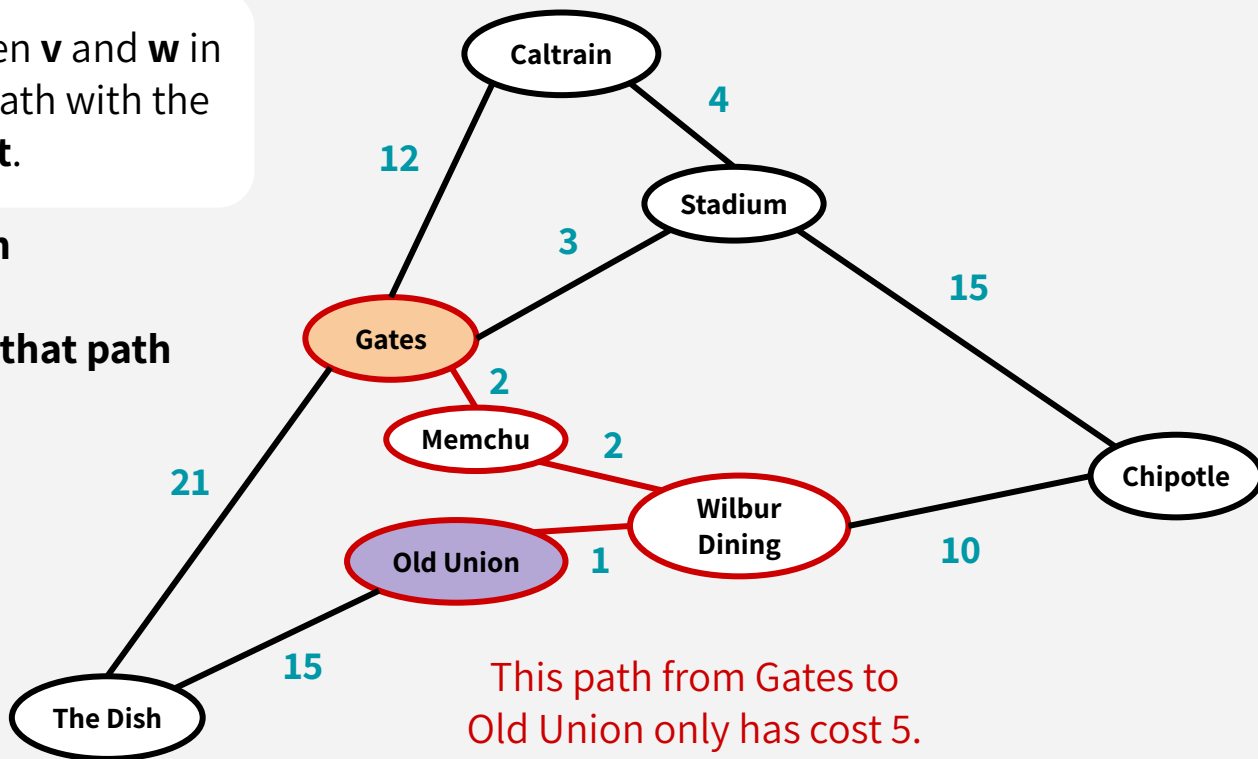 en v and w in
ath with the
t.
n
that path
Caltrain
4
12
Stadium
3
15
Gates
2
Memchu
2
21
Chipotle
Wilbur
Dining
Old Union
1
10
15
The Dish
This path from Gates to
Old Union only has cost 5.